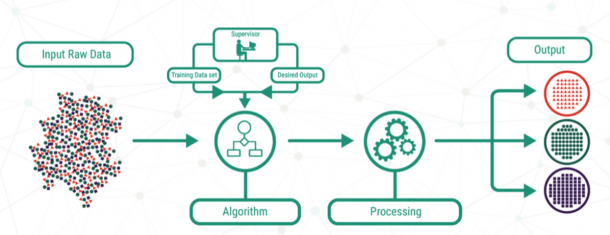 Input Raw Data
Supervisor
Training Data set
Desired Output
Algorithm
Processing
Output